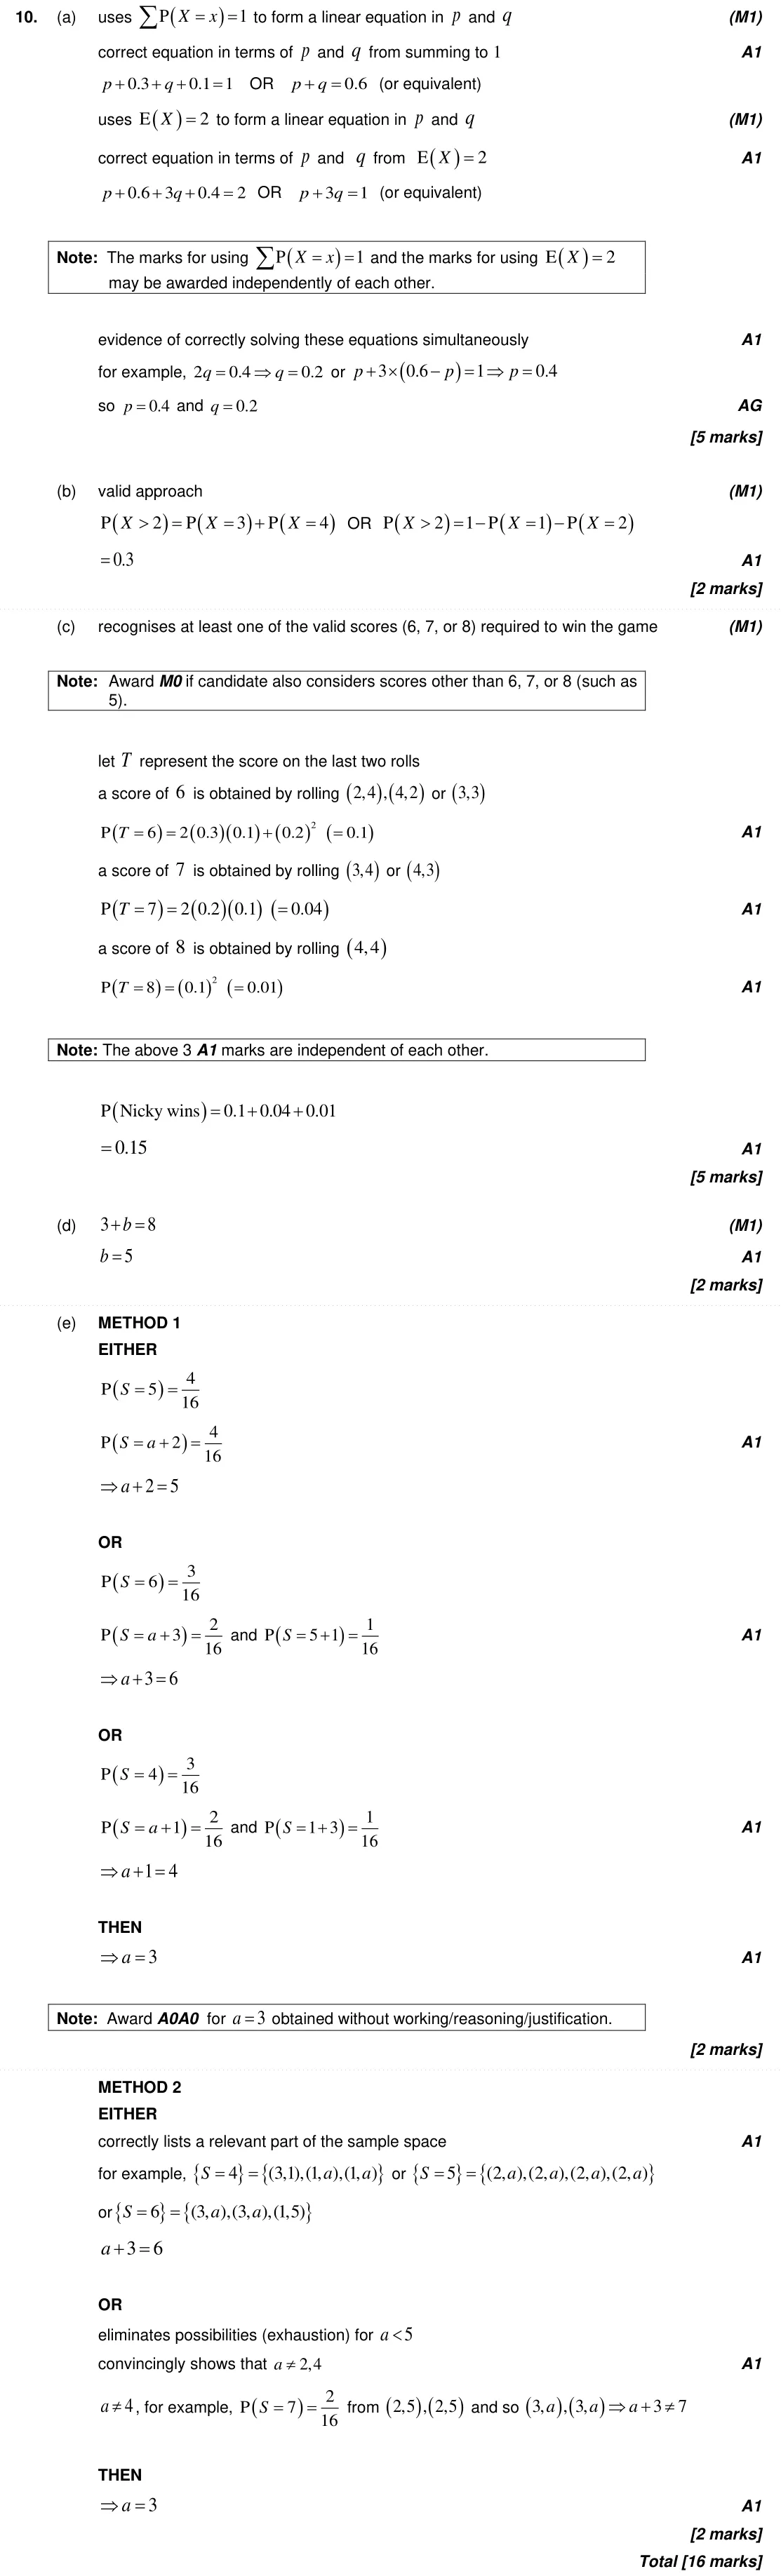 10. (a) uses ∑P(X = x) = 1 to form a linear equation in p and q (M1)
correct equation in terms of p and q from summing to 1 A1
p + 0.3 + q + 0.1 = 1 OR p + q = 0.6 (or equivalent)
uses E(X) = 2 to form a linear equation in p and q (M1)
correct equation in terms of p and q from E(X) = 2 A1
p + 0.6 + 3q + 0.4 = 2 OR p + 3q = 1 (or equivalent)
Note: The marks for using ∑P(X = x) = 1 and the marks for using E(X) = 2
may be awarded independently of each other.
evidence of correctly solving these equations simultaneously A1
for example, 2q = 0.4 ⇒ q = 0.2 or p + 3×(0.6 − p) = 1 ⇒ p = 0.4
so p = 0.4 and q = 0.2 AG
[5 marks]
(b) valid approach (M1)
P(X > 2) = P(X = 3) + P(X = 4) OR P(X > 2) = 1 − P(X = 1) − P(X = 2)
= 0.3 A1
[2 marks]
(c) recognises at least one of the valid scores (6, 7, or 8) required to win the game (M1)
Note: Award M0 if candidate also considers scores other than 6, 7, or 8 (such as
5).
let T represent the score on the last two rolls
a score of 6 is obtained by rolling (2,4),(4,2) or (3,3)
P(T = 6) = 2(0.3)(0.1) + (0.2)² (= 0.1) A1
a score of 7 is obtained by rolling (3,4) or (4,3)
P(T = 7) = 2(0.2)(0.1) (= 0.04) A1
a score of 8 is obtained by rolling (4,4)
P(T = 8) = (0.1)² (= 0.01) A1
Note: The above 3 A1 marks are independent of each other.
P(Nicky wins) = 0.1 + 0.04 + 0.01
= 0.15 A1
[5 marks]
(d) 3 + b = 8 (M1)
b = 5 A1
[2 marks]
(e) METHOD 1
EITHER
P(S = 5) = 4/16
P(S = a + 2) = 4/16 A1
⇒ a + 2 = 5
OR
P(S = 6) = 3/16
P(S = a + 3) = 2/16 and P(S = 5 + 1) = 1/16 A1
⇒ a + 3 = 6
OR
P(S = 4) = 3/16
P(S = a + 1) = 2/16 and P(S = 1 + 3) = 1/16 A1
⇒ a + 1 = 4
THEN
⇒ a = 3 A1
Note: Award A0A0 for a = 3 obtained without working/reasoning/justification.
[2 marks]
METHOD 2
EITHER
correctly lists a relevant part of the sample space A1
for example, {S = 4} = {(3,1),(1,a),(1,a)} or {S = 5} = {(2,a),(2,a),(2,a),(2,a)}
or {S = 6} = {(3,a),(3,a),(1,5)}
a + 3 = 6
OR
eliminates possibilities (exhaustion) for a < 5
convincingly shows that a ≠ 2,4 A1
a ≠ 4, for example, P(S = 7) = 2/16 from (2,5),(2,5) and so (3,a),(3,a) ⇒ a + 3 ≠ 7
THEN
⇒ a = 3 A1
[2 marks]
Total [16 marks]